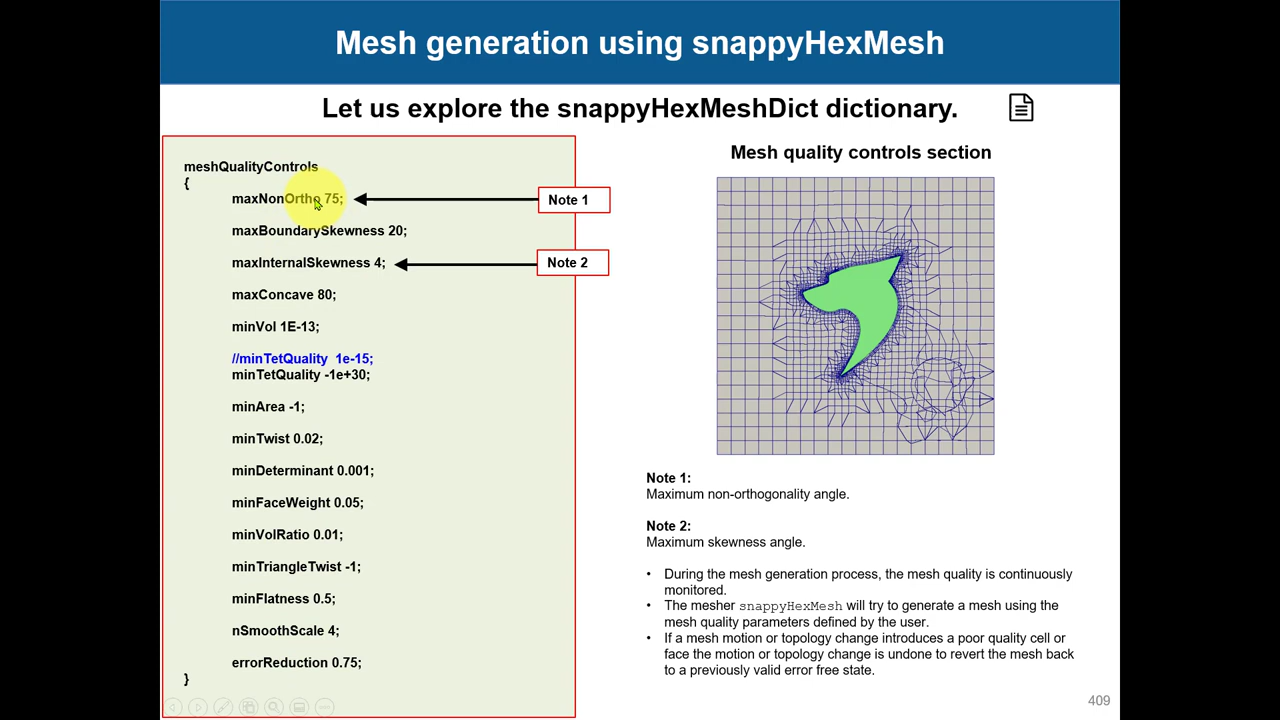 Mesh generation using snappyHexMesh
Let us explore the snappyHexMeshDict dictionary.
meshQualityControls
{
maxNonOrtho 75;
maxBoundarySkewness 20;
maxInternalSkewness 4;
maxConcave 80;
minVol 1E-13;
//minTetQuality 1e-15;
minTetQuality -1e+30;
minArea -1;
minTwist 0.02;
minDeterminant 0.001;
minFaceWeight 0.05;
minVolRatio 0.01;
minTriangleTwist -1;
minFlatness 0.5;
nSmoothScale 4;
errorReduction 0.75;
}
Note 1
Note 2
Mesh quality controls section
Note 1:
Maximum non-orthogonality angle.
Note 2:
Maximum skewness angle.
• During the mesh generation process, the mesh quality is continuously
monitored.
• The mesher snappyHexMesh will try to generate a mesh using the
mesh quality parameters defined by the user.
• If a mesh motion or topology change introduces a poor quality cell or
face the motion or topology change is undone to revert the mesh back
to a previously valid error free state.
409